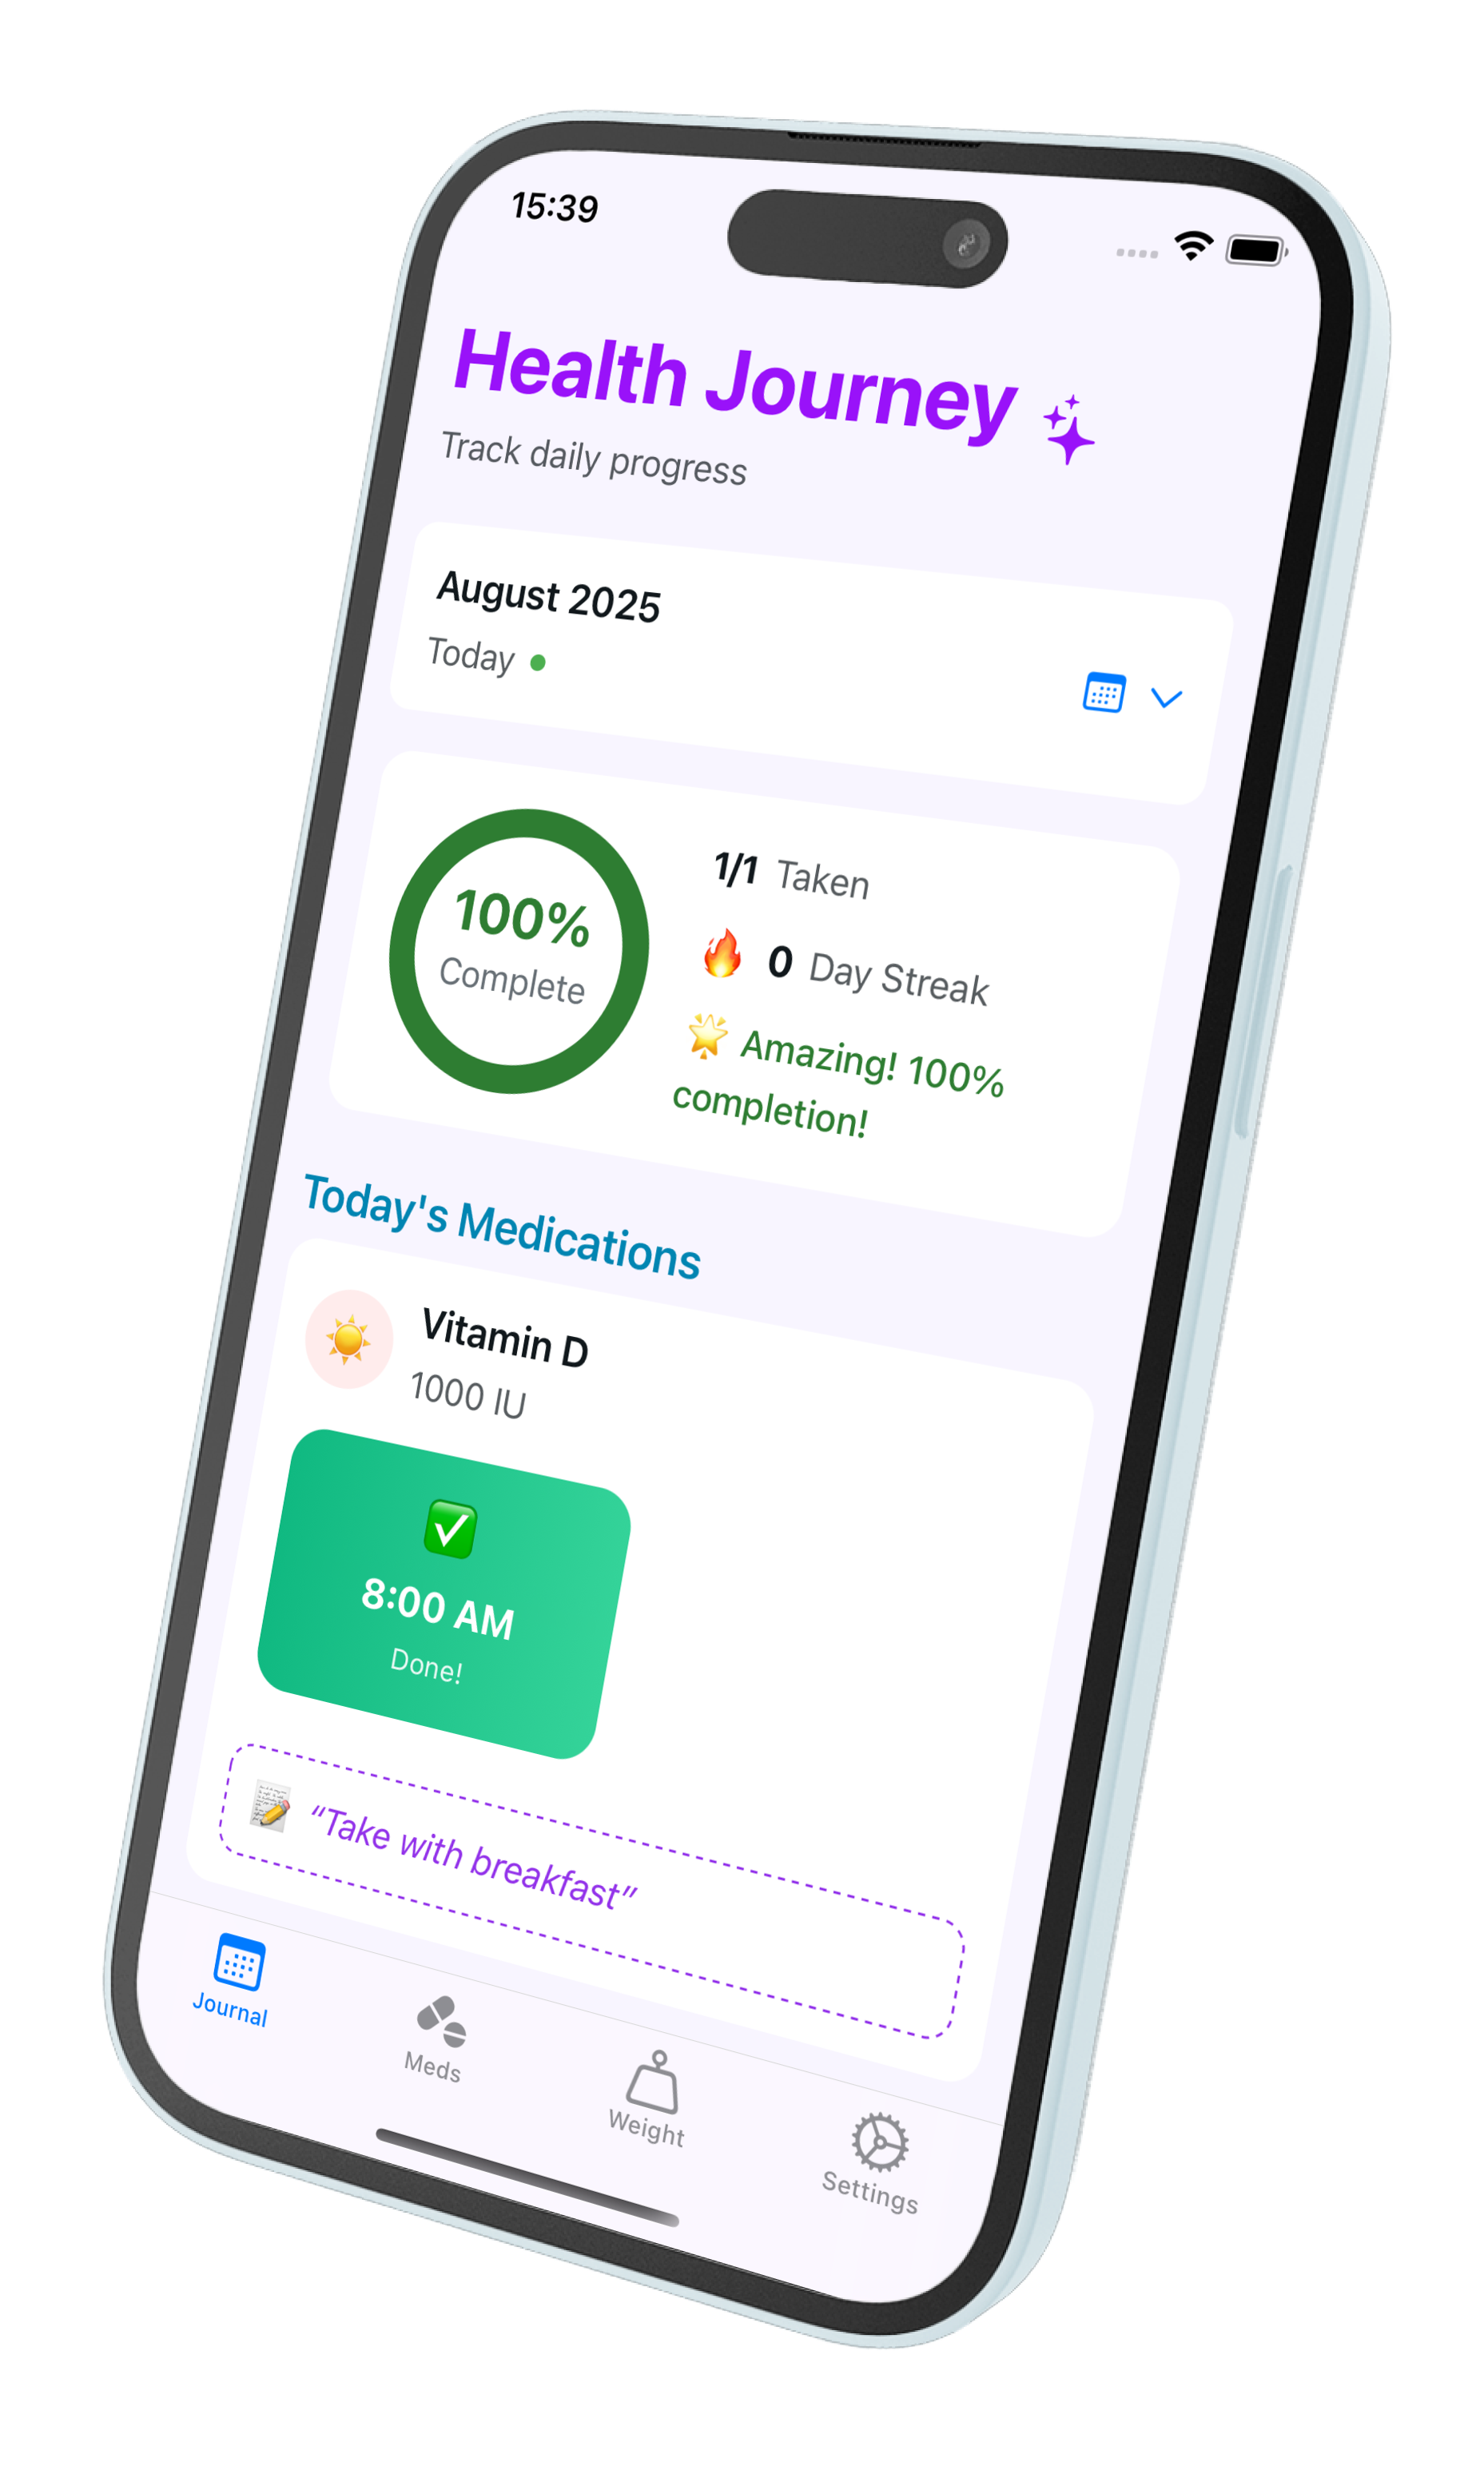 15:39
Health Journey
Track daily progress
August 2025
Today
100%
Complete
1/1 Taken
🔥 0 Day Streak
🌟 Amazing! 100%
completion!
Today's Medications
Vitamin D
1000 IU
8:00 AM
Done!
“Take with breakfast”
Journal
Meds
Weight
Settings